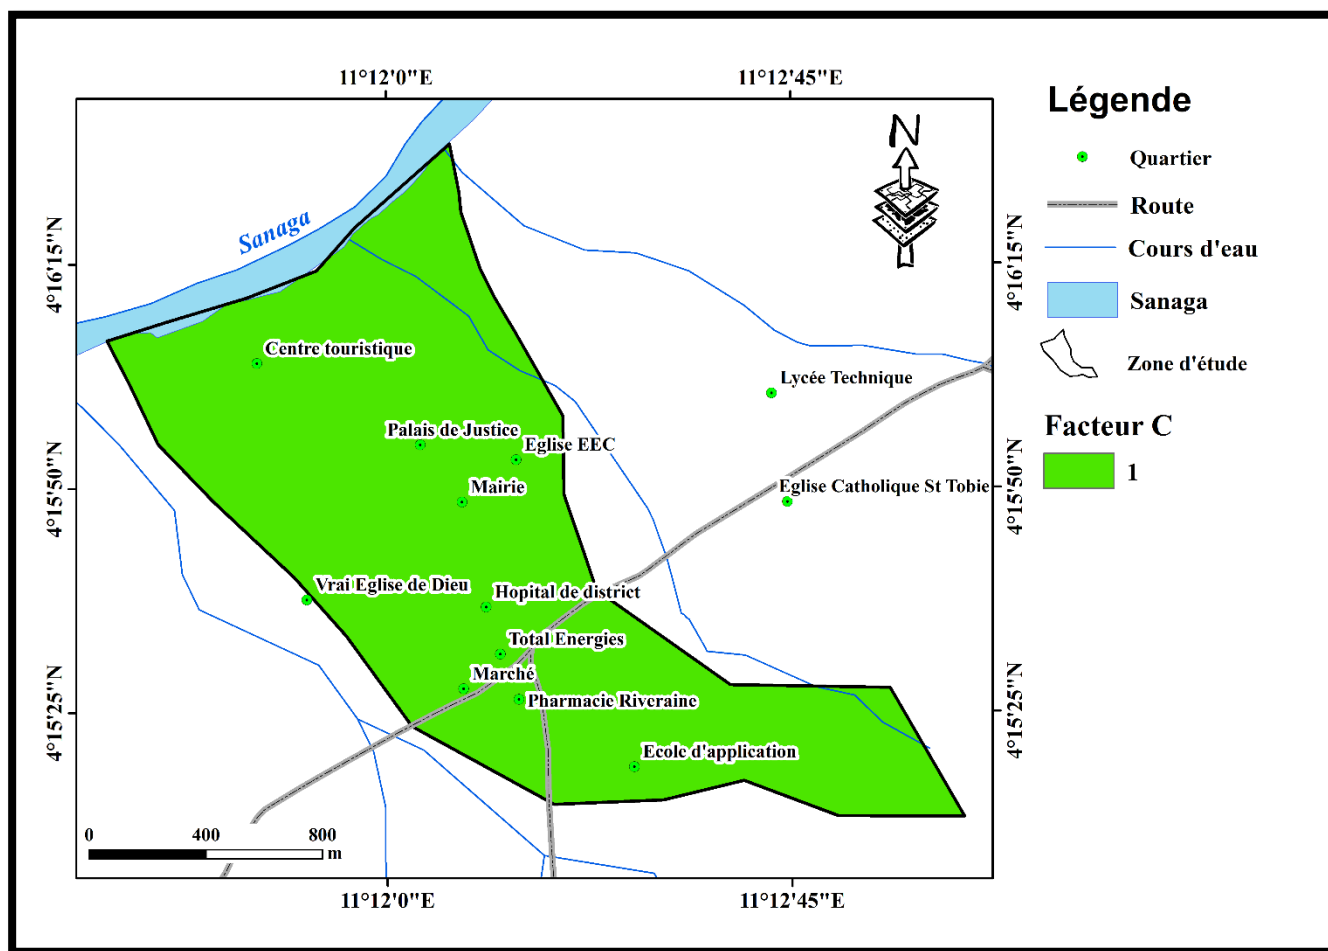 11°12'0"E
11°12'45"E
N
Légende
Quartier
Route
Cours d'eau
Sanaga
Zone d'étude
Facteur C
1
4°16'15"N
4°16'15"N
4°15'50"N
4°15'50"N
4°15'25"N
4°15'25"N
Sanaga
Centre touristique
Lycée Technique
Palais de Justice
Eglise EEC
Mairie
Eglise Catholique St Tobie
Vrai Eglise de Dieu
Hopital de district
Total Energies
Marché
Pharmacie Riveraine
Ecole d'application
0 400 800
m
11°12'0"E
11°12'45"E